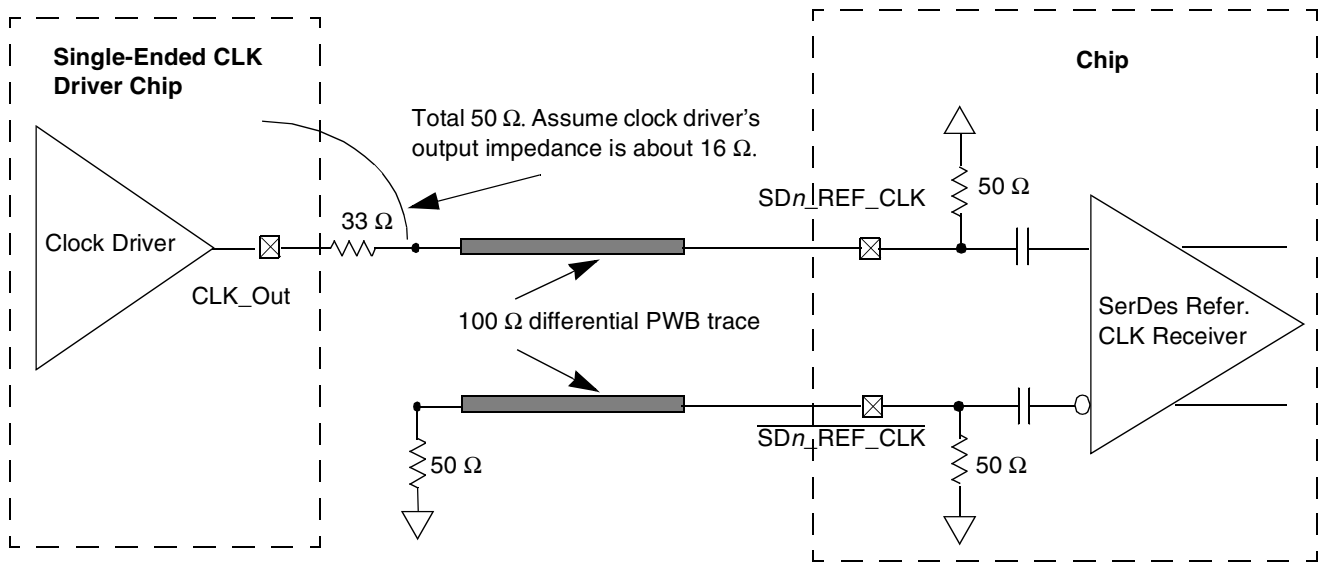 Single-Ended CLK
Driver Chip
Chip
Total 50 Ω. Assume clock driver’s
output impedance is about 16 Ω.
SDn_REF_CLK
50 Ω
33 Ω
Clock Driver
CLK_Out
100 Ω differential PWB trace
SerDes Refer.
CLK Receiver
SDn_REF_CLK
50 Ω
50 Ω